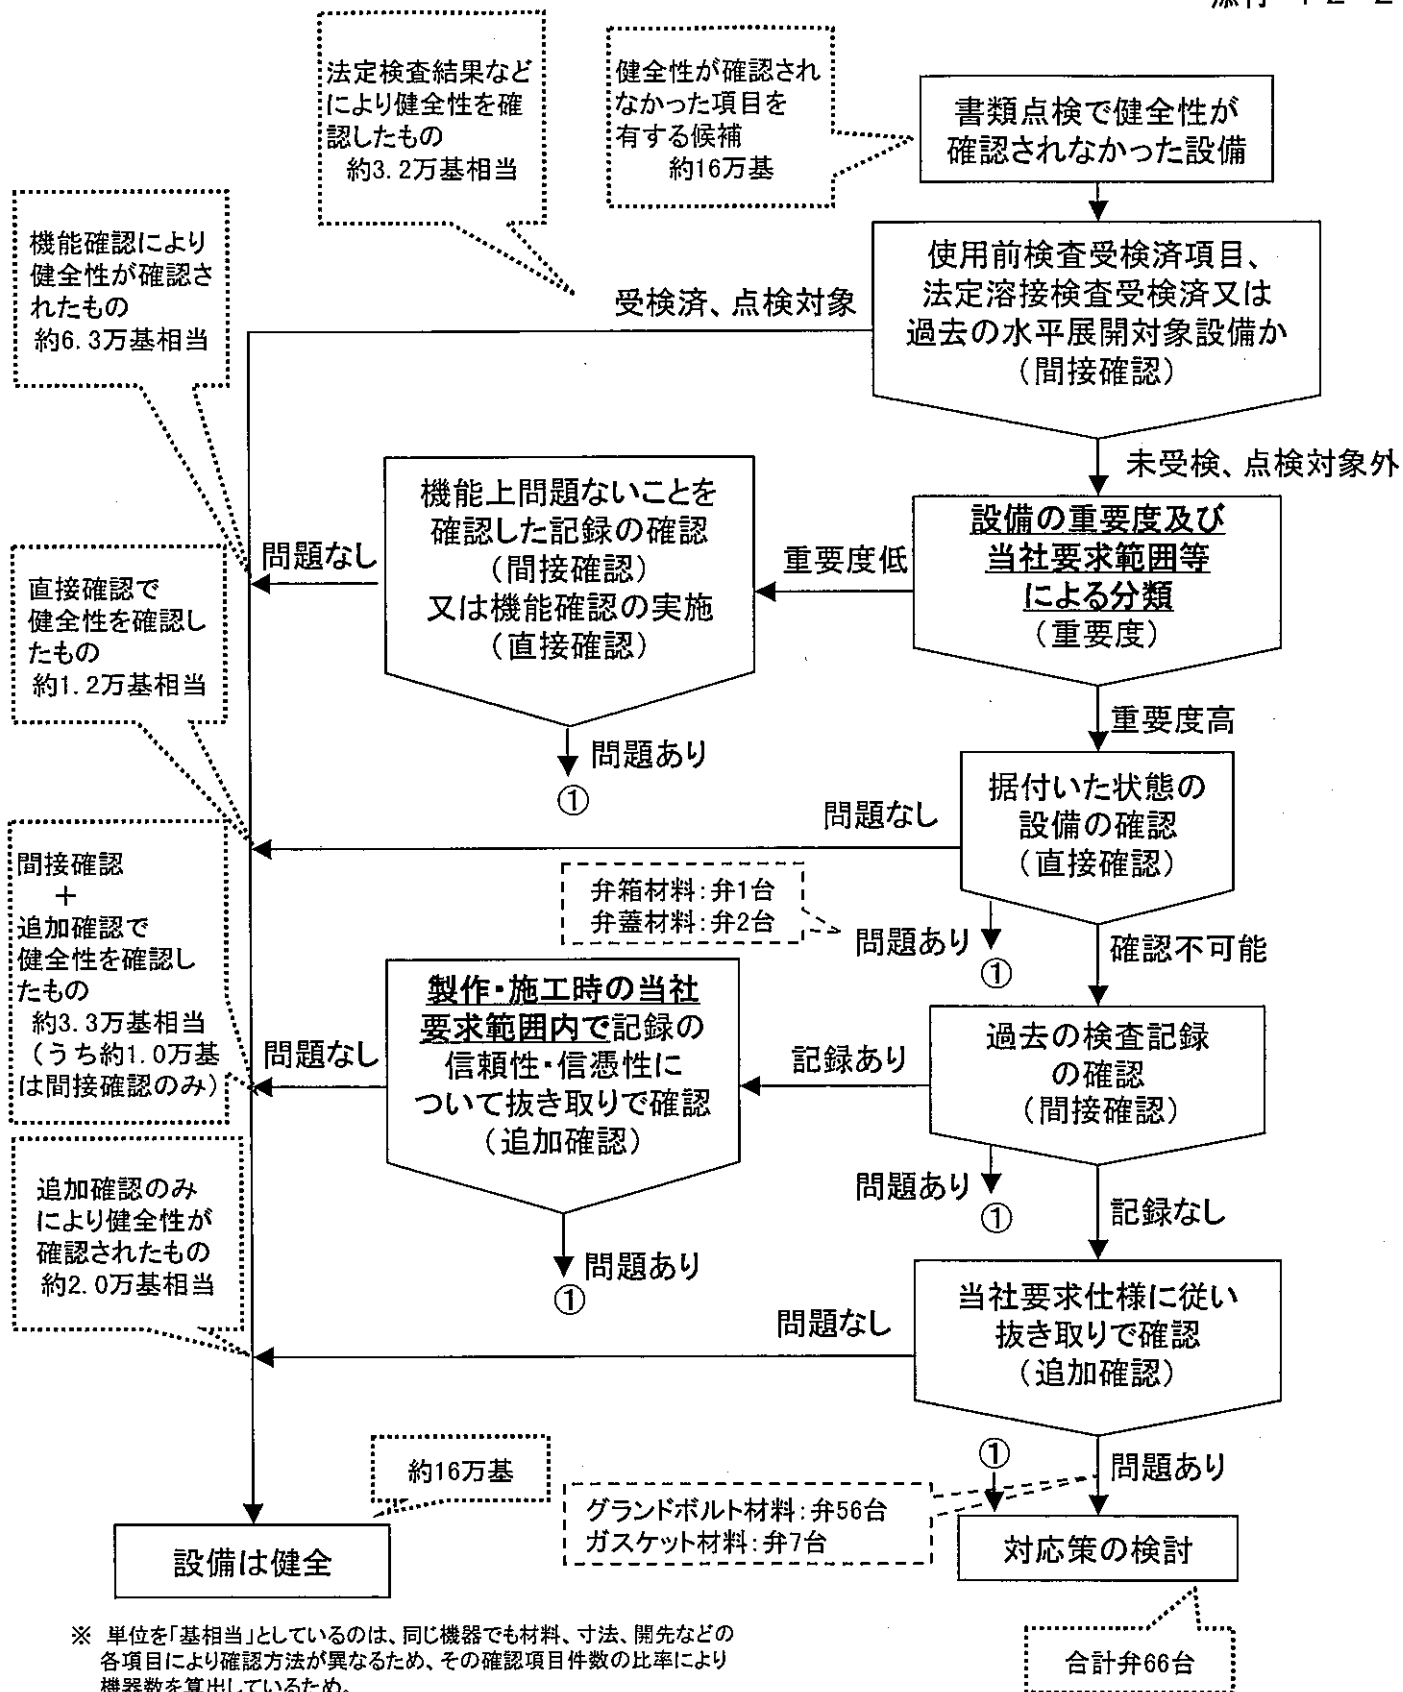 法定検査結果など
により健全性を確
認したもの
約3.2万基相当
健全性が確認され
なかった項目を
有する候補
約16万基
書類点検で健全性が
確認されなかった設備
機能確認により
健全性が確認さ
れたもの
約6.3万基相当
受検済、点検対象
使用前検査受検済項目、
法定溶接検査受検済又は
過去の水平展開対象設備か
(間接確認)
未受検、点検対象外
機能上問題ないことを
確認した記録の確認
(間接確認)
又は機能確認の実施
(直接確認)
問題なし
重要度低
設備の重要度及び
当社要求範囲等
による分類
(重要度)
直接確認で
健全性を確認し
たもの
約1.2万基相当
重要度高
問題あり
①
問題なし
据付いた状態の
設備の確認
(直接確認)
弁箱材料:弁1台
弁蓋材料:弁2台
問題あり
①
確認不可能
間接確認
+
追加確認で
健全性を確認し
たもの
約3.3万基相当
(うち約1.0万基
は間接確認のみ)
問題なし
製作・施工時の当社
要求範囲内で記録の
信頼性・信憑性に
ついて抜き取りで確認
(追加確認)
記録あり
過去の検査記録
の確認
(間接確認)
問題あり
①
記録なし
追加確認のみ
により健全性が
確認されたもの
約2.0万基相当
問題あり
①
問題なし
当社要求仕様に従い
抜き取りで確認
(追加確認)
約16万基
①
問題あり
グランドボルト材料:弁56台
ガスケット材料:弁7台
設備は健全
対応策の検討
合計弁66台
※ 単位を「基相当」としているのは、同じ機器でも材料、寸法、開先などの
各項目により確認方法が異なるため、その確認項目件数の比率により
機器数を算出しているため。